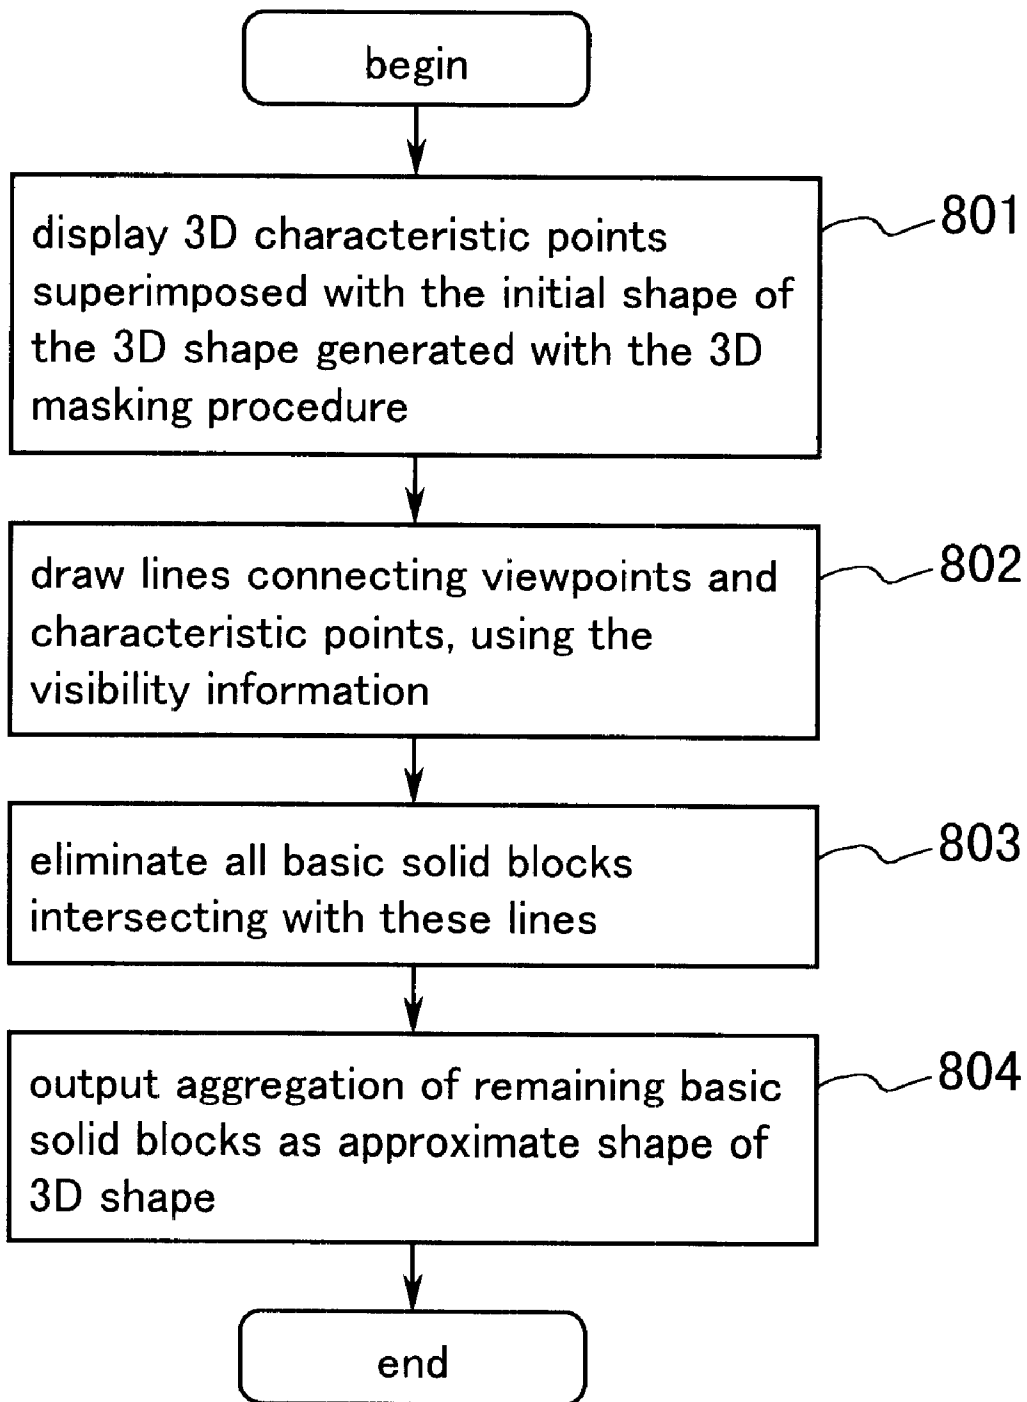 begin
display 3D characteristic points
superimposed with the initial shape of
the 3D shape generated with the 3D
masking procedure
801
draw lines connecting viewpoints and
characteristic points, using the
visibility information
802
eliminate all basic solid blocks
intersecting with these lines
803
output aggregation of remaining basic
solid blocks as approximate shape of
3D shape
804
end